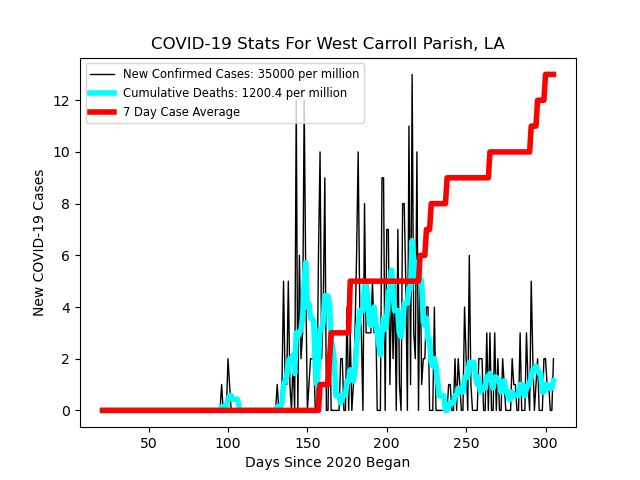 COVID-19 Stats For West Carroll Parish, LA
New Confirmed Cases: 35000 per million
Cumulative Deaths: 1200.4 per million
7 Day Case Average
New COVID-19 Cases
12
10
8
6
4
2
0
50 100 150 200 250 300
Days Since 2020 Began